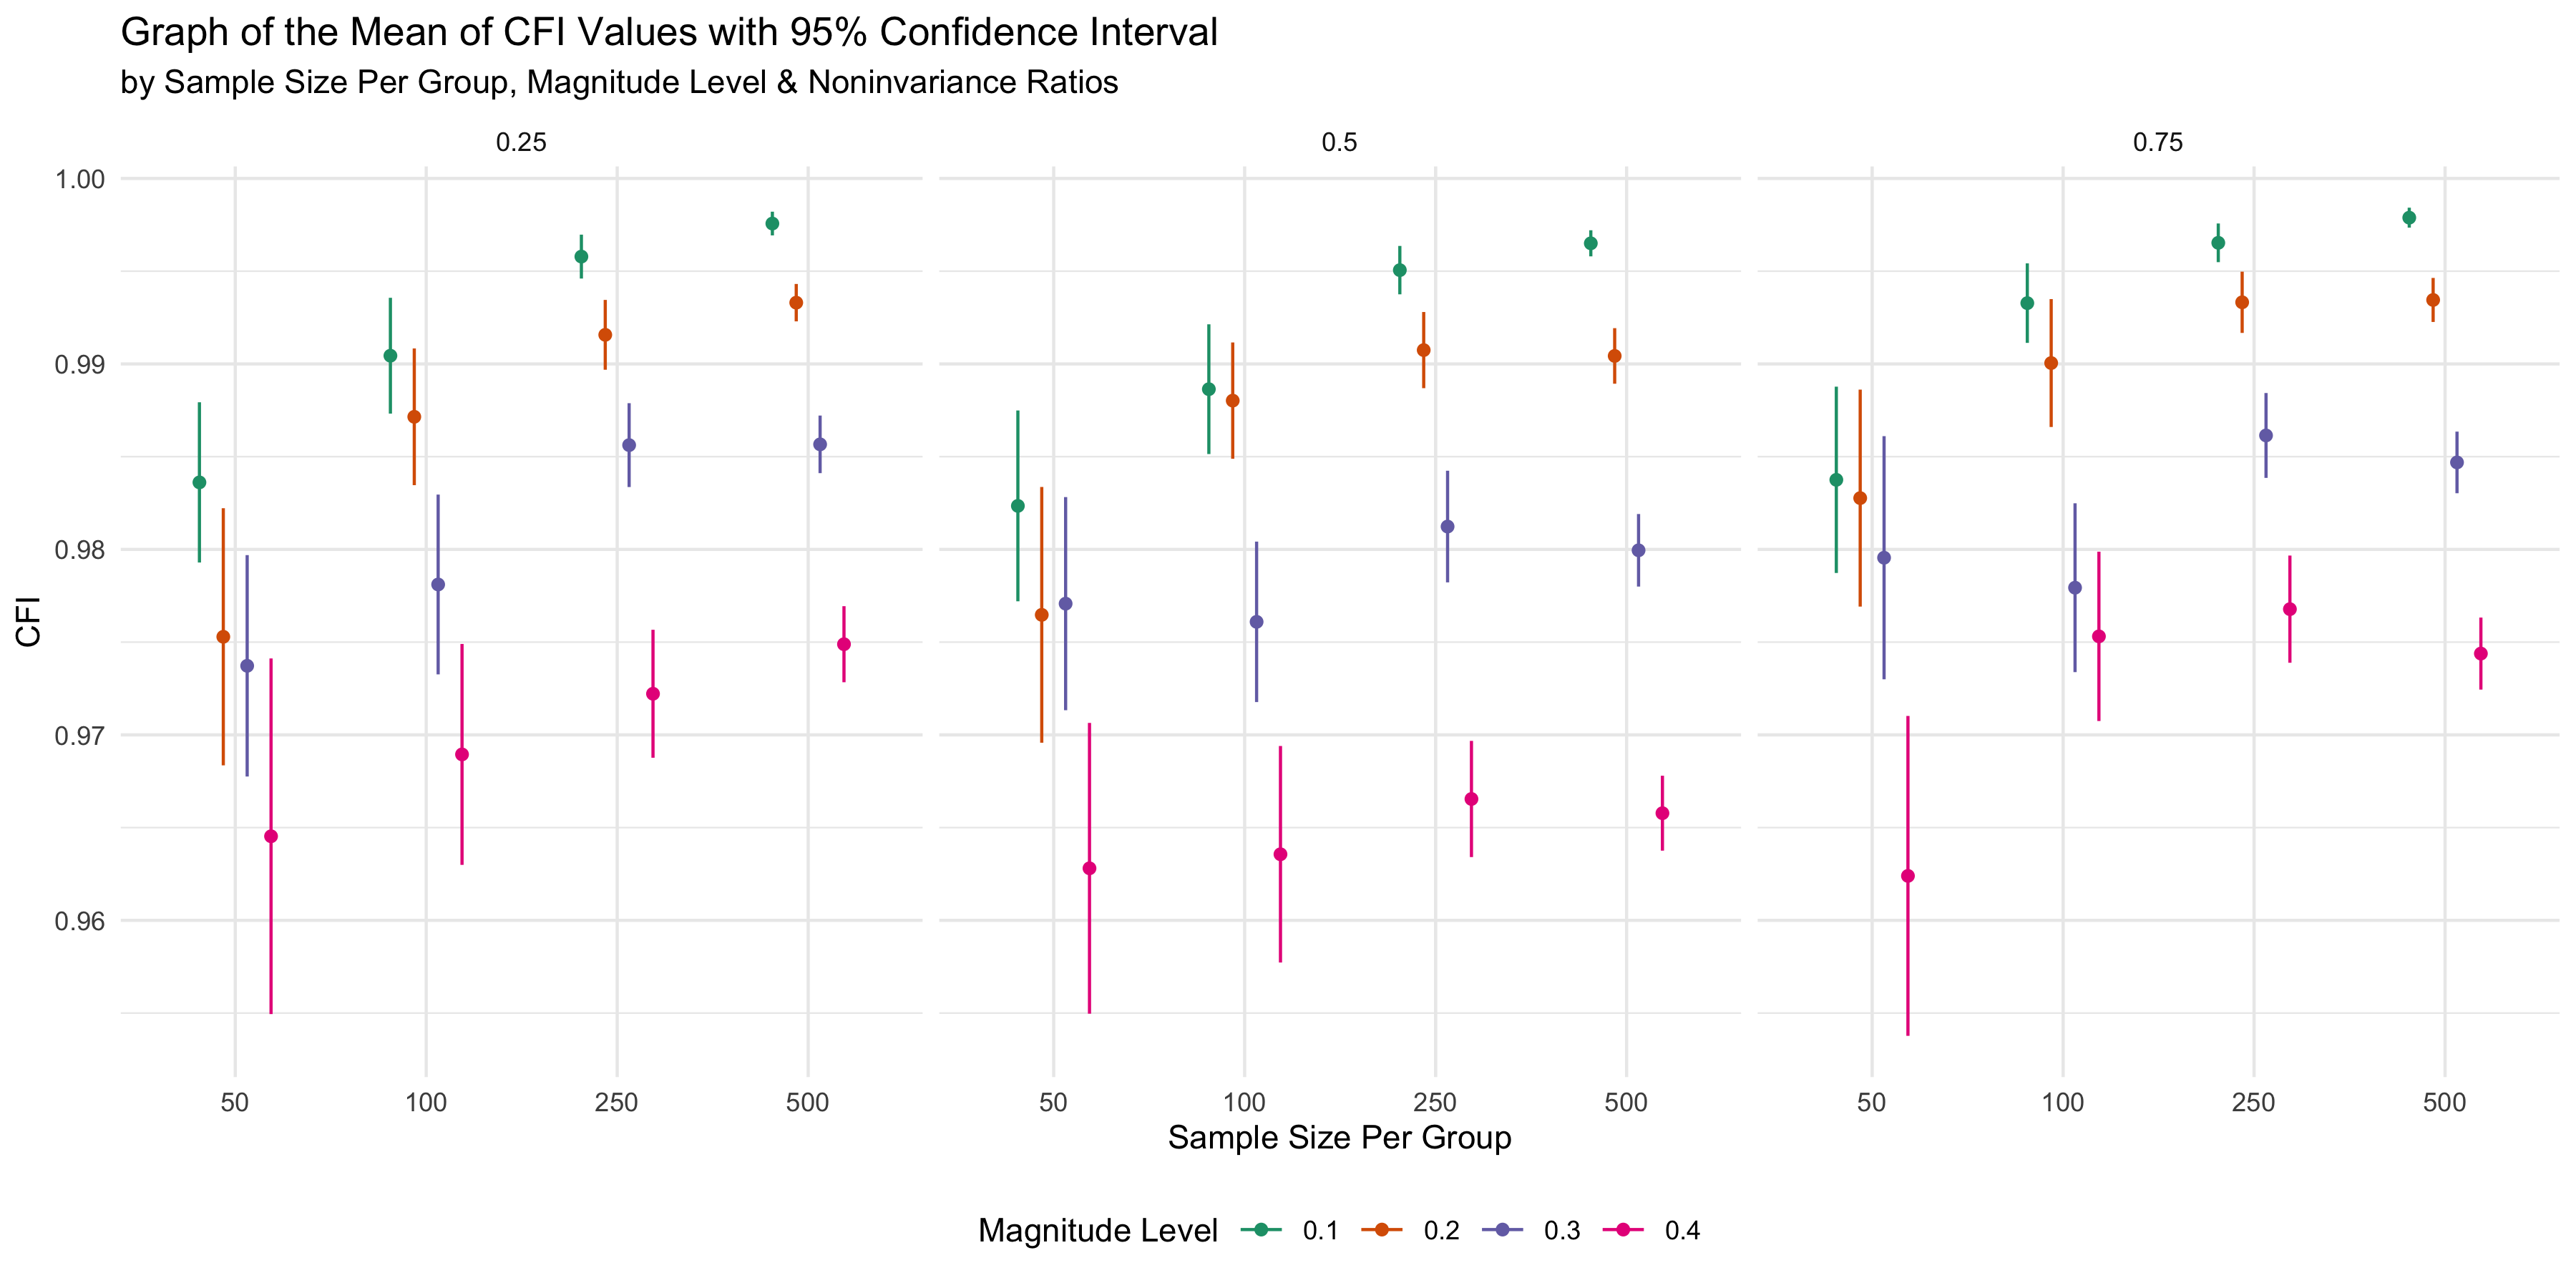 Graph of the Mean of CFI Values with 95% Confidence Interval
by Sample Size Per Group, Magnitude Level & Noninvariance Ratios
0.25 0.5 0.75
1.00
0.99
0.98
0.97
0.96
CFI
50 100 250 500 50 100 250 500 50 100 250 500
Sample Size Per Group
Magnitude Level 0.1 0.2 0.3 0.4